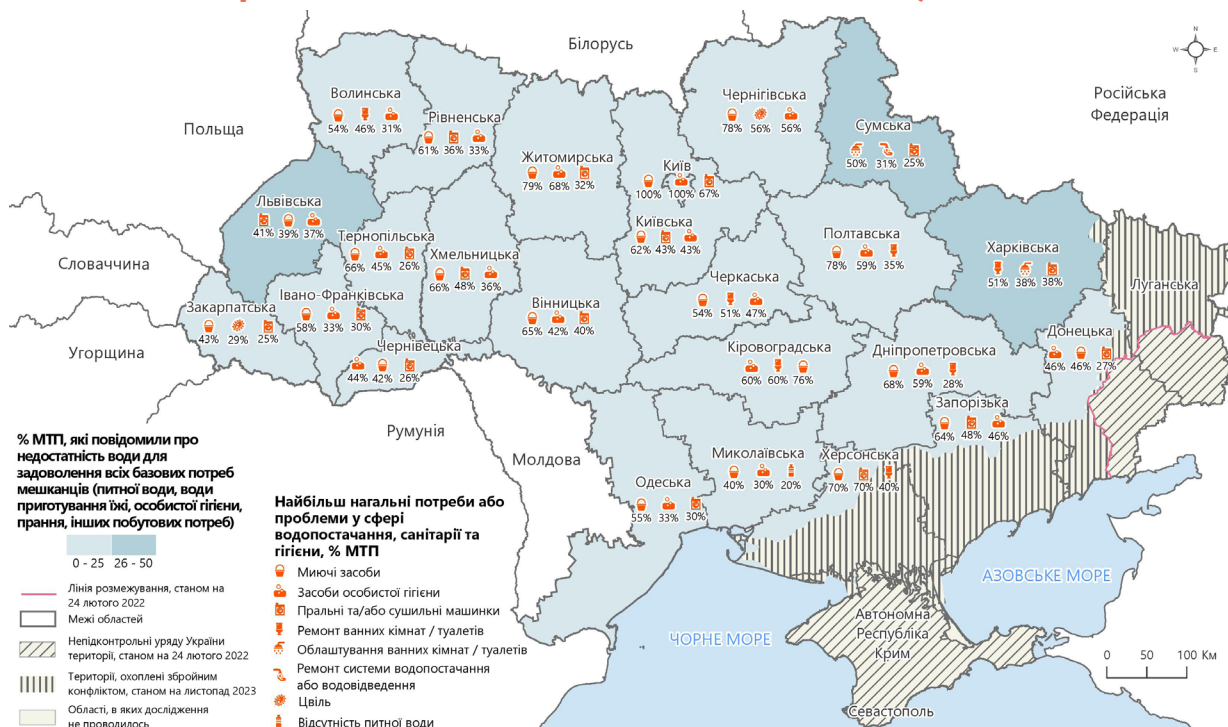 Білорусь
N
W
E
S
Російська
Федерація
Польща
Словаччина
Угорщина
Румунія
Молдова
Волинська
54% 46% 31%
Рівненська
61% 36% 33%
Житомирська
79% 68% 32%
Київ
100% 100% 67%
Чернігівська
78% 56% 56%
Сумська
50% 31% 25%
Львівська
41% 39% 37%
Тернопільська
66% 45% 26%
Хмельницька
66% 48% 36%
Київська
62% 43% 43%
Полтавська
78% 59% 35%
Харківська
51% 38% 38%
Луганська
Закарпатська
43% 29% 25%
Івано-Франківська
58% 33% 30%
Чернівецька
44% 42% 26%
Вінницька
65% 42% 40%
Черкаська
54% 51% 47%
Кіровоградська
60% 60% 76%
Дніпропетровська
68% 59% 28%
Донецька
46% 46% 27%
Запорізька
64% 48% 46%
Одеська
55% 33% 30%
Миколаївська
40% 30% 20%
Херсонська
70% 70% 40%
ЧОРНЕ МОРЕ
АЗОВСЬКЕ МОРЕ
Автономна
Республіка
Крим
Севастополь
0 50 100 Км
% МТП, які повідомили про
недостатність води для
задоволення всіх базових потреб
мешканців (питної води, води
приготування їжі, особистої гігієни,
прання, інших побутових потреб)
0 - 25 26 - 50
Лінія розмежування, станом на
24 лютого 2022
Межі областей
Непідконтрольні уряду України
території, станом на 24 лютого 2022
Території, охоплені збройним
конфліктом, станом на листопад 2023
Області, в яких дослідження
не проводилось
Найбільш нагальні потреби або
проблеми у сфері
водопостачання, санітарії та
гігієни, % МТП
Миючі засоби
Засоби особистої гігієни
Пральні та/або сушильні машинки
Ремонт ванних кімнат / туалетів
Облаштування ванних кімнат / туалетів
Ремонт системи водопостачання
або водовідведення
Цвіль
Відсутність питної води